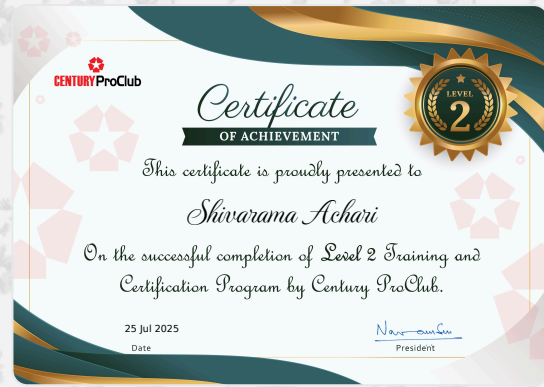 CENTURY ProClub
LEVEL
2
Certificate
OF ACHIEVEMENT
This certificate is proudly presented to
Shivarama Achari
On the successful completion of Level 2 Training and
Certification Program by Century ProClub.
25 Jul 2025
Date
President